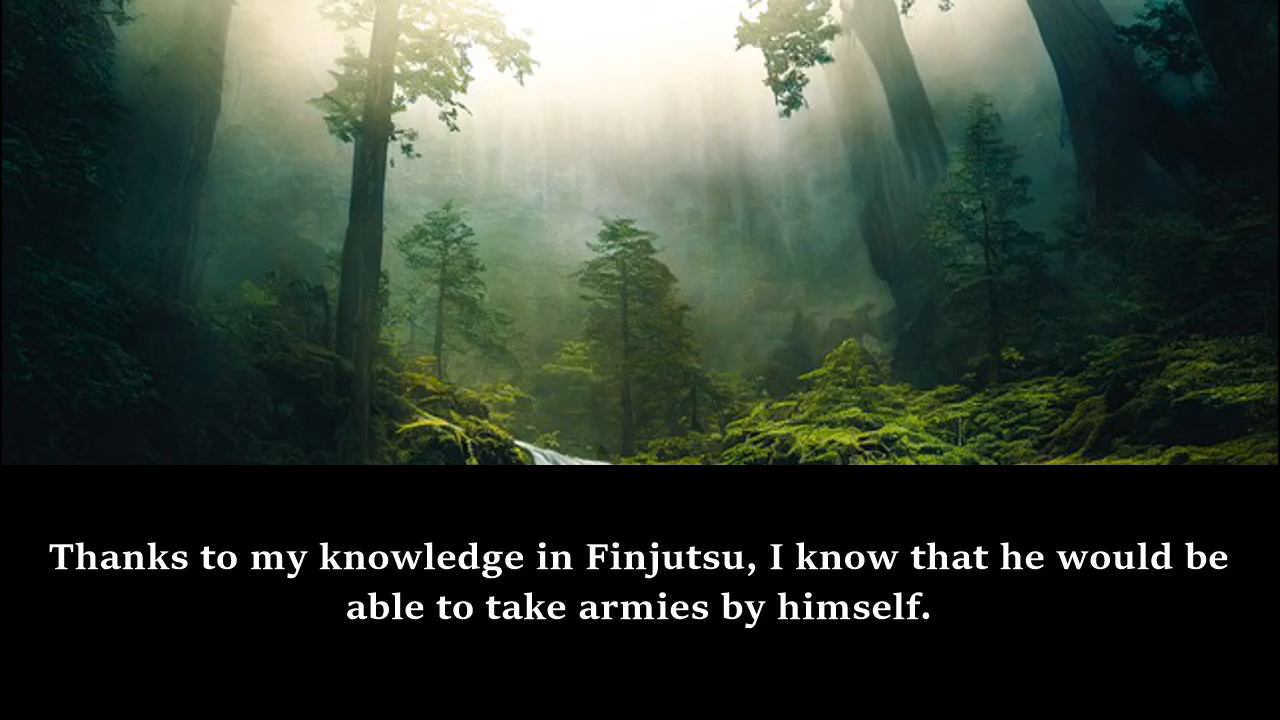 Thanks to my knowledge in Finjutsu, I know that he would be
able to take armies by himself.